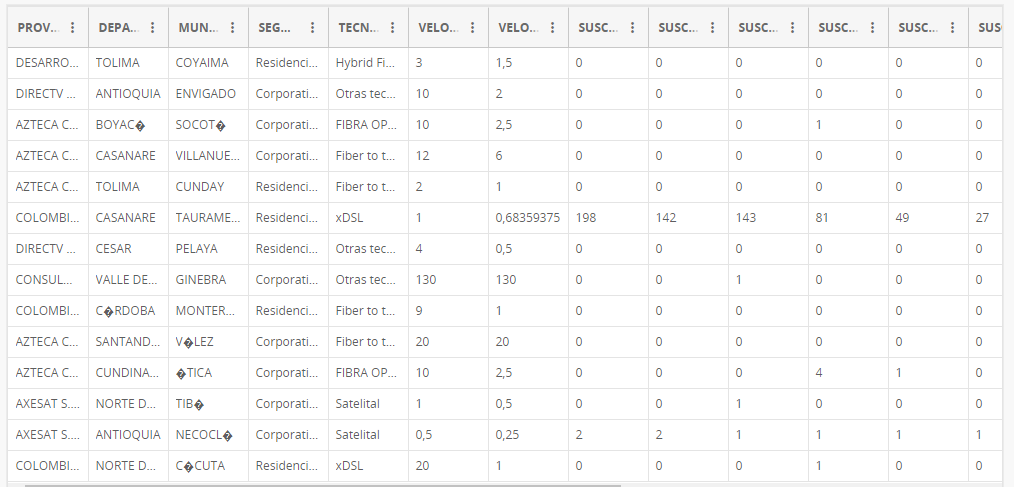 PROV... DEPA... MUN... SEG... TECN... VELO... VELO... SUSC... SUSC... SUSC... SUSC... SUSC... SUS
DESARRO... TOLIMA COYAIMA Residenci... Hybrid Fi... 3 1,5 0 0 0 0 0 0
DIRECTV ... ANTIOQUIA ENVIGADO Corporati... Otras tec... 10 2 0 0 0 0 0 0
AZTECA C... BOYAC� SOCOT� Corporati... FIBRA OP... 10 2,5 0 0 0 1 0 0
AZTECA C... CASANARE VILLANUE... Corporati... Fiber to t... 12 6 0 0 0 0 0 0
AZTECA C... TOLIMA CUNDAY Residenci... Fiber to t... 2 1 0 0 0 0 0 0
COLOMBI... CASANARE TAURAME... Residenci... xDSL 1 0,68359375 198 142 143 81 49 27
DIRECTV ... CESAR PELAYA Residenci... Otras tec... 4 0,5 0 0 0 0 0 0
CONSUL... VALLE DE... GINEBRA Corporati... Otras tec... 130 130 0 0 1 0 0 0
COLOMBI... C�RDOBA MONTER... Residenci... Fiber to t... 9 1 0 0 0 0 0 0
AZTECA C... SANTAND... V�LEZ Corporati... Fiber to t... 20 20 0 0 0 0 0 0
AZTECA C... CUNDINA... �TICA Corporati... FIBRA OP... 10 2,5 0 0 0 4 1 0
AXESAT S.... NORTE D... TIB� Corporati... Satelital 1 0,5 0 0 1 0 0 0
AXESAT S.... ANTIOQUIA NECOCL� Corporati... Satelital 0,5 0,25 2 2 1 1 1 1
COLOMBI... NORTE D... C�CUTA Residenci... xDSL 20 1 0 0 0 1 0 0